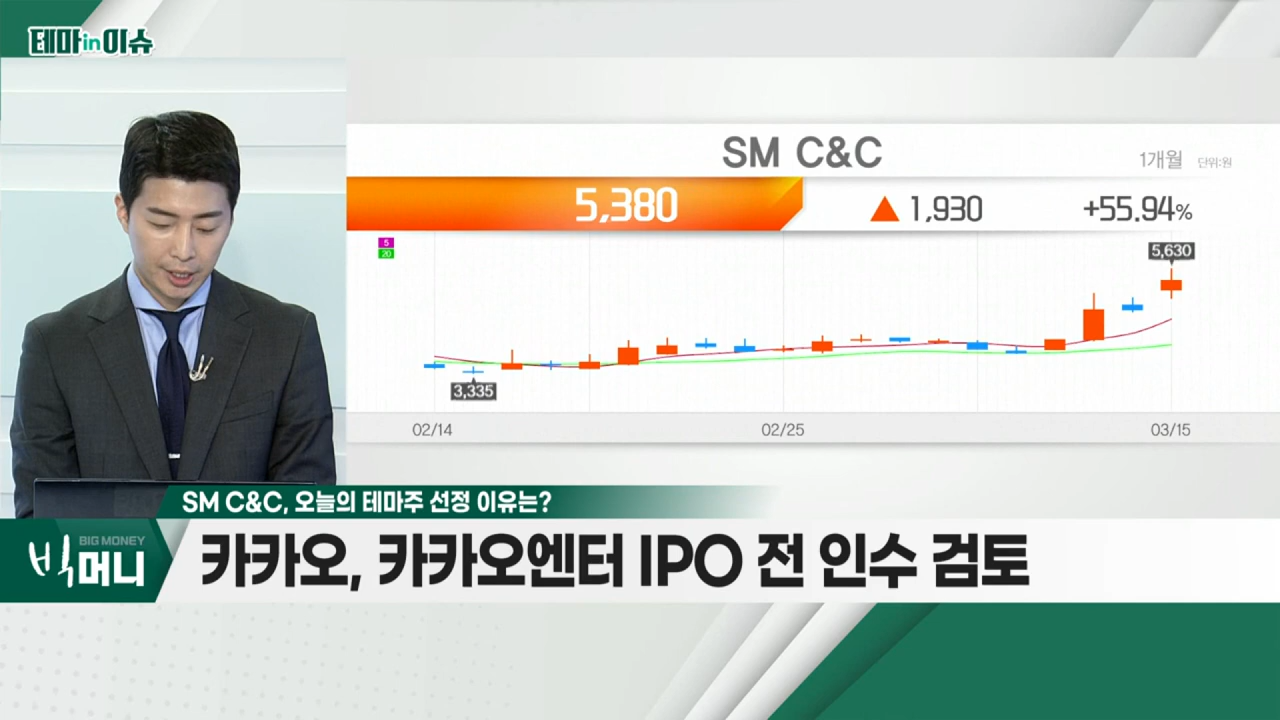 테마in이슈
SM C&C
1개월 단위:원
5,380 ▲ 1,930 +55.94%
5
20
5,630
3,335
02/14 02/25 03/15
SM C&C, 오늘의 테마주 선정 이유는?
BIG MONEY
빅머니
카카오, 카카오엔터 IPO 전 인수 검토